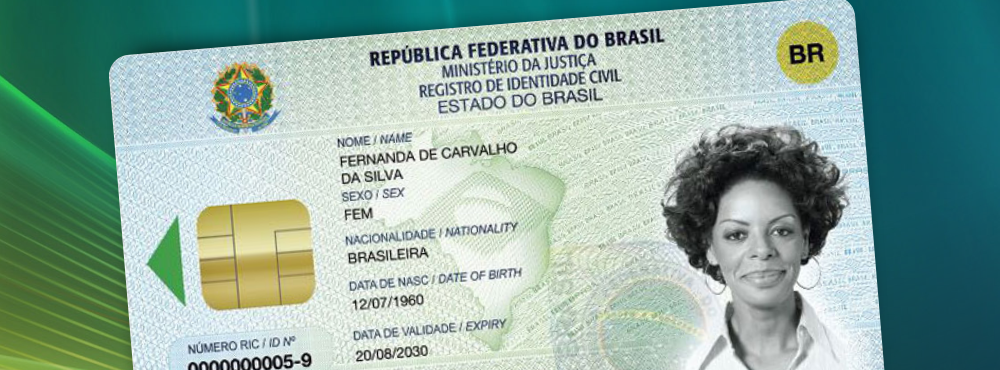 REPÚBLICA FEDERATIVA DO BRASIL
MINISTÉRIO DA JUSTIÇA
REGISTRO DE IDENTIDADE CIVIL
ESTADO DO BRASIL
BR
NOME / NAME
FERNANDA DE CARVALHO
DA SILVA
SEXO / SEX
FEM
NACIONALIDADE / NATIONALITY
BRASILEIRA
DATA DE NASC / DATE OF BIRTH
12/07/1960
DATA DE VALIDADE / EXPIRY
20/08/2030
NÚMERO RIC / ID Nº
0000000005-9